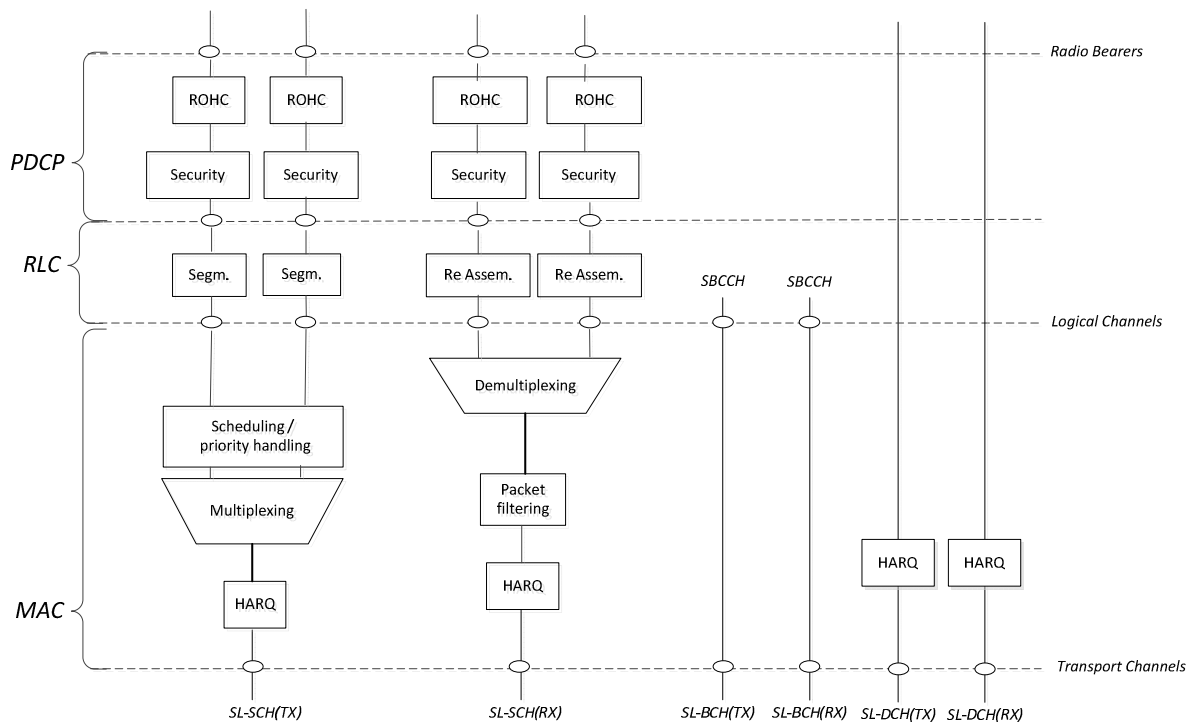 Radio Bearers
ROHC ROHC ROHC ROHC
PDCP
Security Security Security Security
RLC
Segm. Segm. Re Assem. Re Assem.
SBCCH SBCCH
Logical Channels
Demultiplexing
Scheduling /
priority handling
Packet
filtering
Multiplexing
HARQ HARQ
HARQ
HARQ
MAC
Transport Channels
SL-SCH(TX) SL-SCH(RX) SL-BCH(TX) SL-BCH(RX) SL-DCH(TX) SL-DCH(RX)